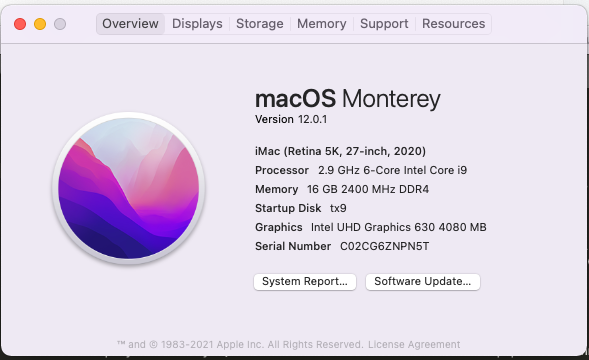 Overview Displays Storage Memory Support Resources
macOS Monterey
Version 12.0.1
iMac (Retina 5K, 27-inch, 2020)
Processor 2.9 GHz 6-Core Intel Core i9
Memory 16 GB 2400 MHz DDR4
Startup Disk tx9
Graphics Intel UHD Graphics 630 4080 MB
Serial Number C02CG6ZNPN5T
System Report... Software Update...
™ and © 1983-2021 Apple Inc. All Rights Reserved. License Agreement